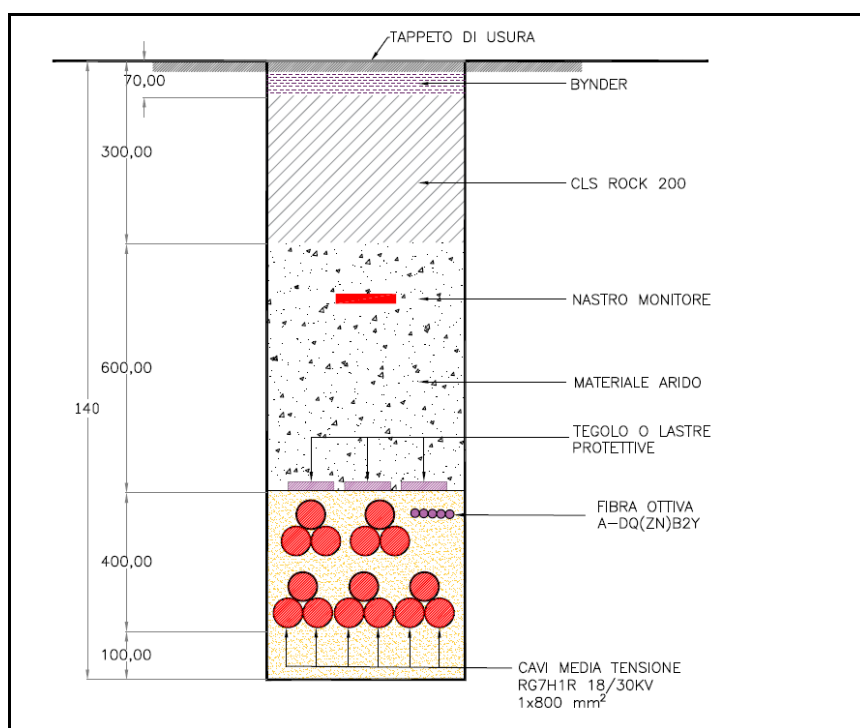 TAPPETO DI USURA
70,00
BYNDER
300,00
CLS ROCK 200
NASTRO MONITORE
600,00
MATERIALE ARIDO
140
TEGOLO O LASTRE
PROTETTIVE
FIBRA OTTIVA
A-DQ(ZN)B2Y
400,00
100,00
CAVI MEDIA TENSIONE
RG7H1R 18/30KV
1x800 mm²